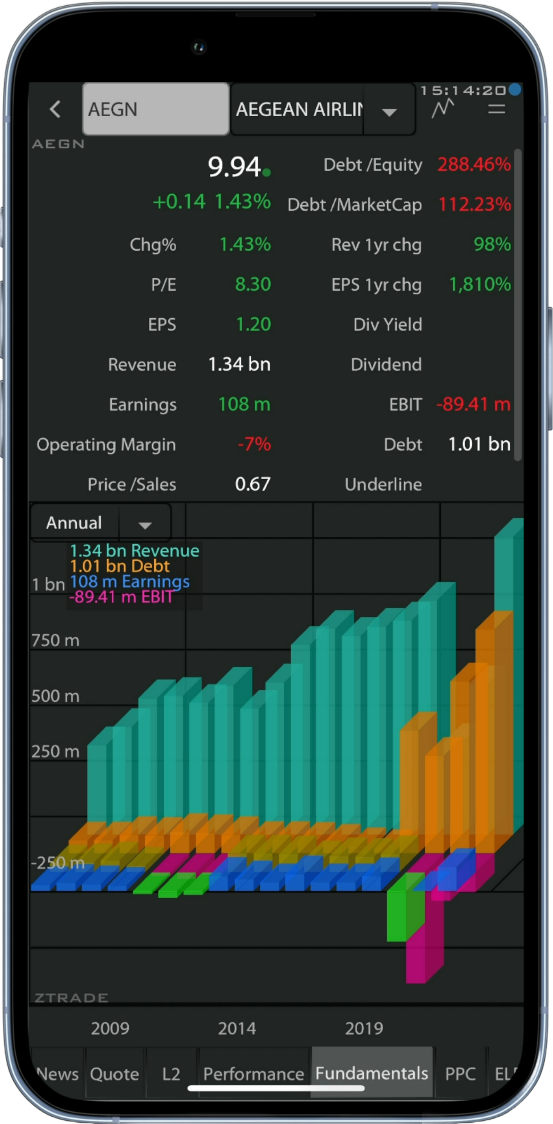 15:14:20
AEGN AEGEAN AIRLIN
AEGN
9.94 Debt /Equity 288.46%
+0.14 1.43% Debt /MarketCap 112.23%
Chg% 1.43% Rev 1yr chg 98%
P/E 8.30 EPS 1yr chg 1,810%
EPS 1.20 Div Yield
Revenue 1.34 bn Dividend
Earnings 108 m EBIT -89.41 m
Operating Margin -7% Debt 1.01 bn
Price /Sales 0.67 Underline
Annual
1.34 bn Revenue
1.01 bn Debt
1 bn 108 m Earnings
-89.41 m EBIT
750 m
500 m
250 m
-250 m
ZTRADE
2009 2014 2019
News Quote L2 Performance Fundamentals PPC